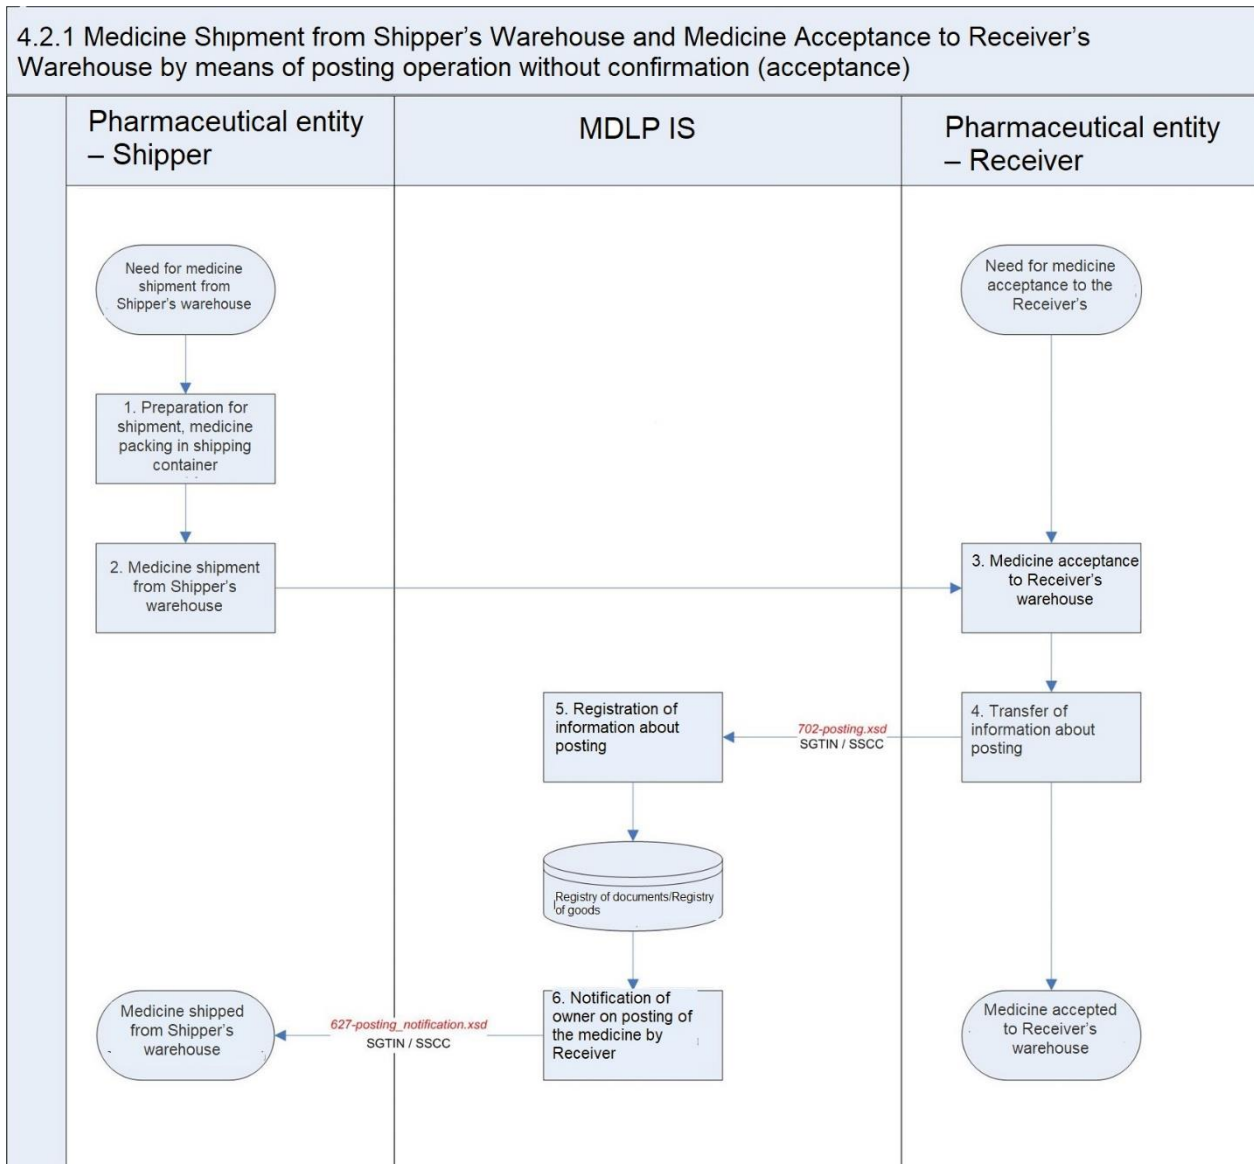 4.2.1 Medicine Shipment from Shipper's Warehouse and Medicine Acceptance to Receiver's
Warehouse by means of posting operation without confirmation (acceptance)
Pharmaceutical entity
– Shipper
MDLP IS
Pharmaceutical entity
– Receiver
Need for medicine
shipment from
Shipper's warehouse
Need for medicine
acceptance to the
Receiver's
1. Preparation for
shipment, medicine
packing in shipping
container
2. Medicine shipment
from Shipper's
warehouse
3. Medicine acceptance
to Receiver's
warehouse
5. Registration of
information about
posting
702-posting.xsd
SGTIN / SSCC
4. Transfer of
information about
posting
Registry of documents/Registry
of goods
Medicine shipped
from Shipper's
warehouse
627-posting_notification.xsd
SGTIN / SSCC
6. Notification of
owner on posting of
the medicine by
Receiver
Medicine accepted
to Receiver's
warehouse